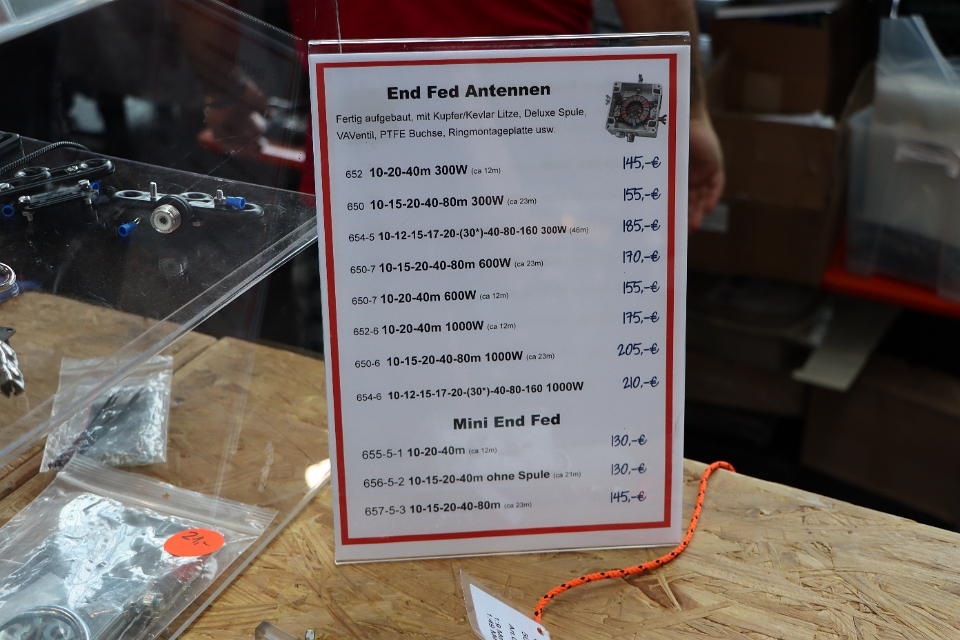 End Fed Antennen
Fertig aufgebaut, mit Kupfer/Kevlar Litze, Deluxe Spule,
VAVentil, PTFE Buchse, Ringmontageplatte usw.
652 10-20-40m 300W (ca 12m) 145,-€
650 10-15-20-40-80m 300W (ca 23m) 155,-€
654-5 10-12-15-17-20-(30*)-40-80-160 300W (46m) 185,-€
650-7 10-15-20-40-80m 600W (ca 23m) 170,-€
650-7 10-20-40m 600W (ca 12m) 155,-€
652-6 10-20-40m 1000W (ca 12m) 175,-€
650-6 10-15-20-40-80m 1000W (ca 23m) 205,-€
654-6 10-12-15-17-20-(30*)-40-80-160 1000W 210,-€
Mini End Fed
655-5-1 10-20-40m (ca 12m) 130,-€
656-5-2 10-15-20-40m ohne Spule (ca 21m) 130,-€
657-5-3 10-15-20-40-80m (ca 23m) 145,-€
21,-